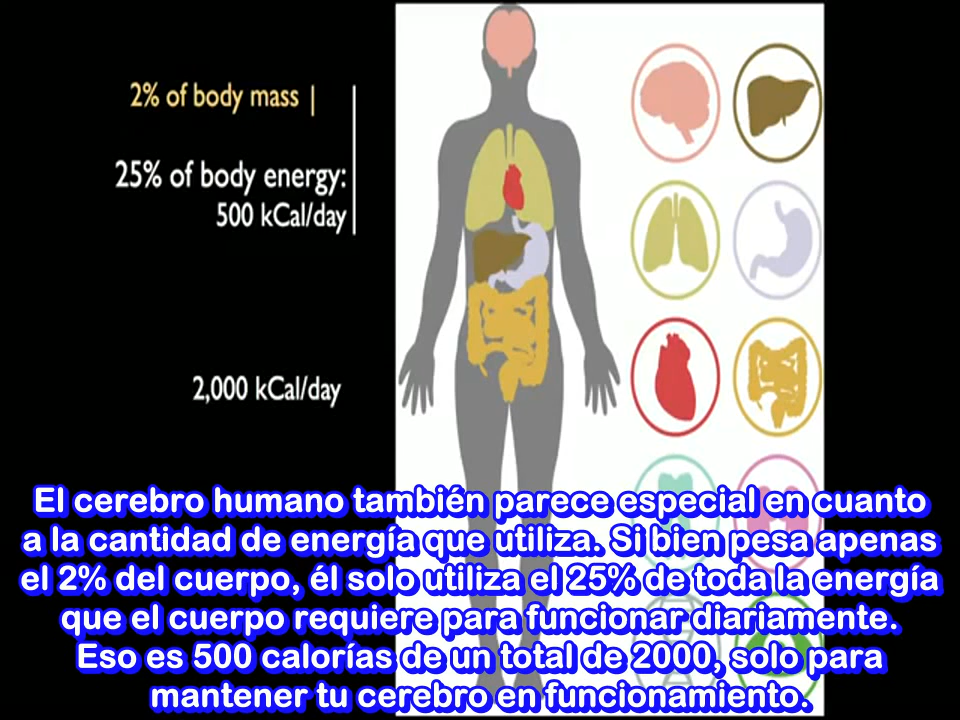 2% of body mass
25% of body energy:
500 kCal/day
2,000 kCal/day
El cerebro humano también parece especial en cuanto
a la cantidad de energía que utiliza. Si bien pesa apenas
el 2% del cuerpo, él solo utiliza el 25% de toda la energía
que el cuerpo requiere para funcionar diariamente.
Eso es 500 calorías de un total de 2000, solo para
mantener tu cerebro en funcionamiento.